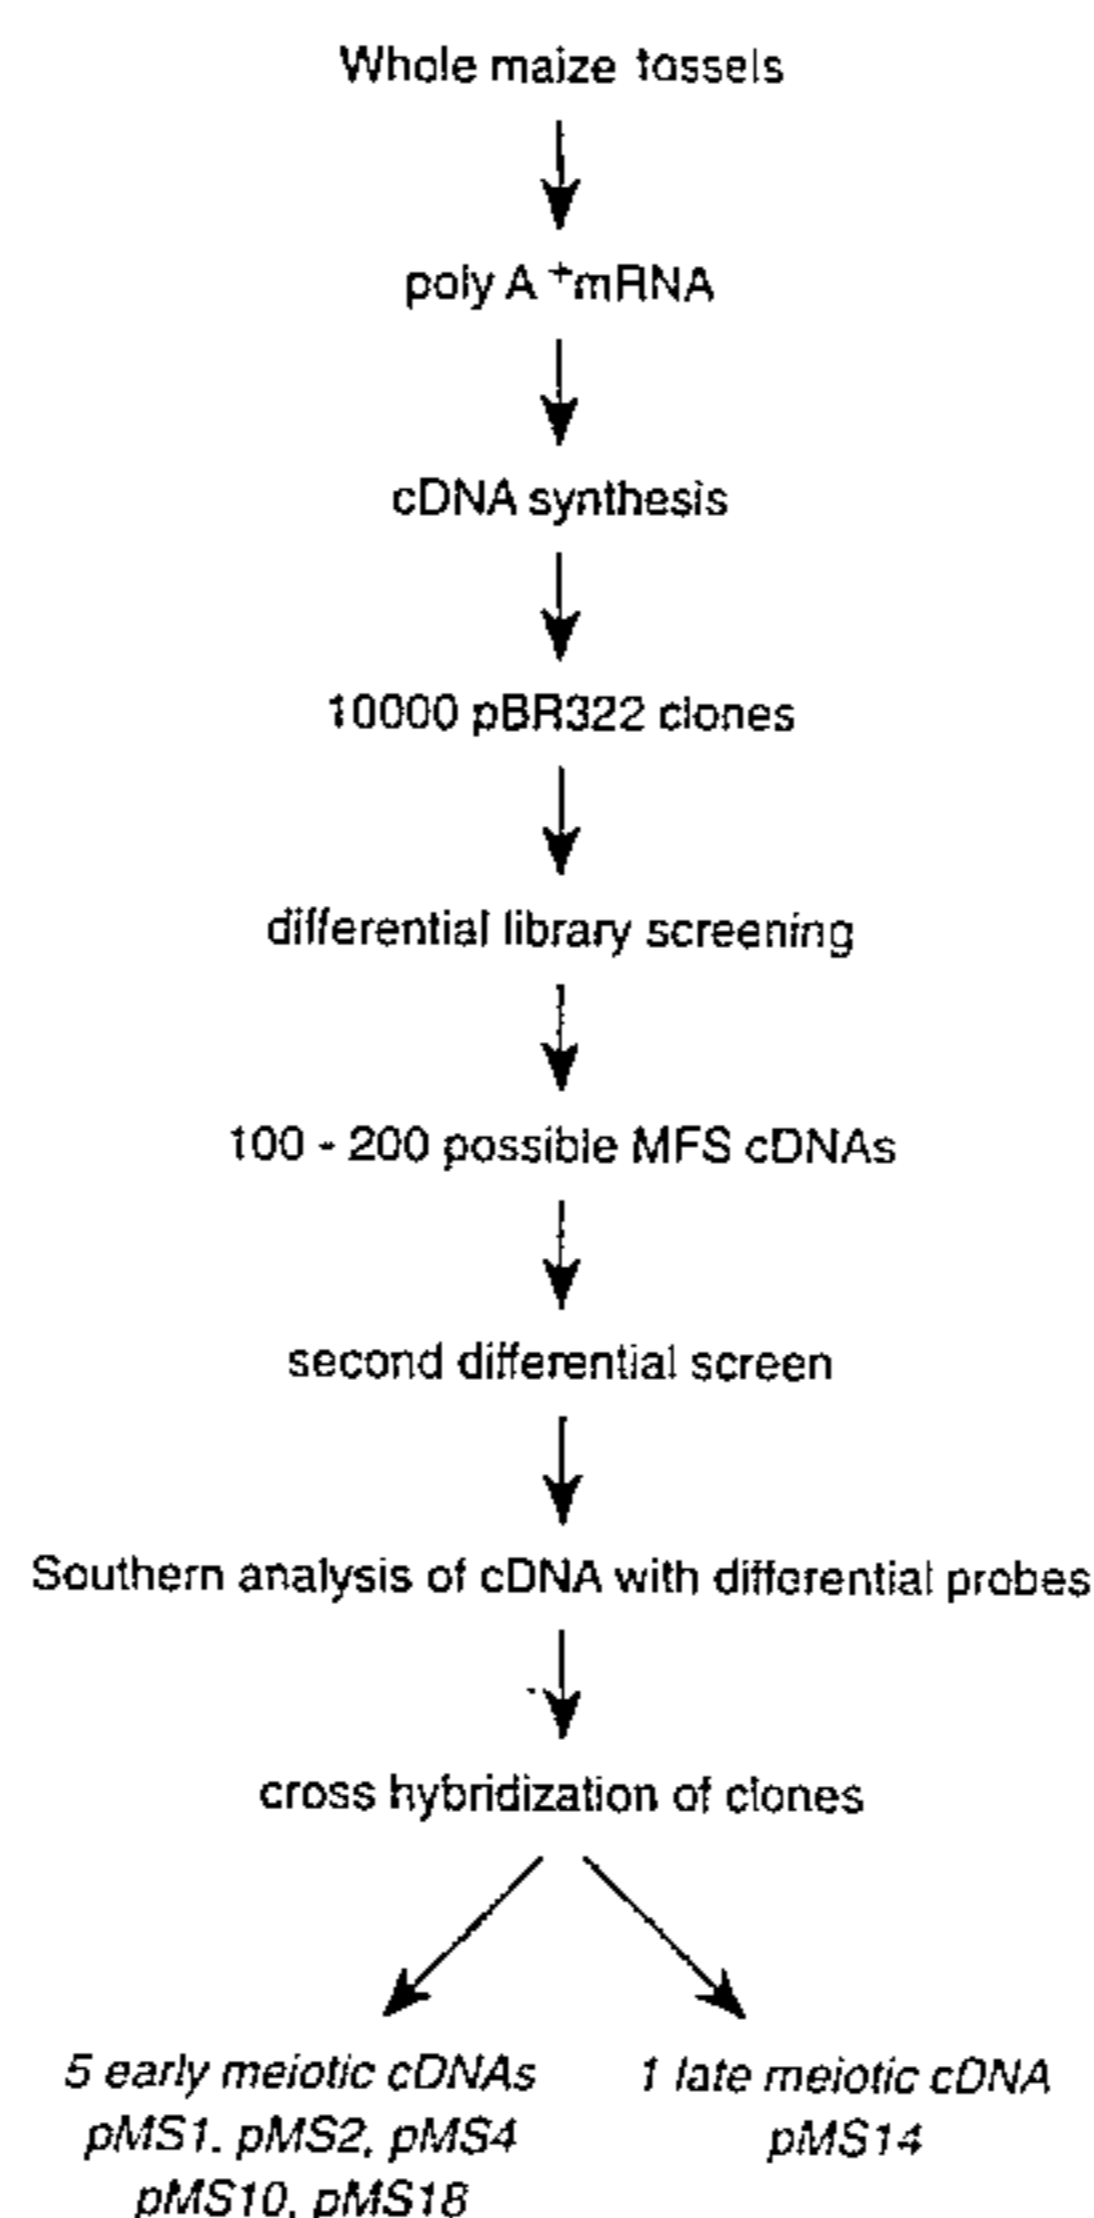 Whole maize tassels
poly A + mRNA
cDNA synthesis
10000 pBR322 clones
differential library screening
100 - 200 possible MFS cDNAs
second differential screen
Southern analysis of cDNA with differential probes
cross hybridization of clones
5 early meiotic cDNAs
pMS1, pMS2, pMS4
pMS10, pMS18
1 late meiotic cDNA
pMS14